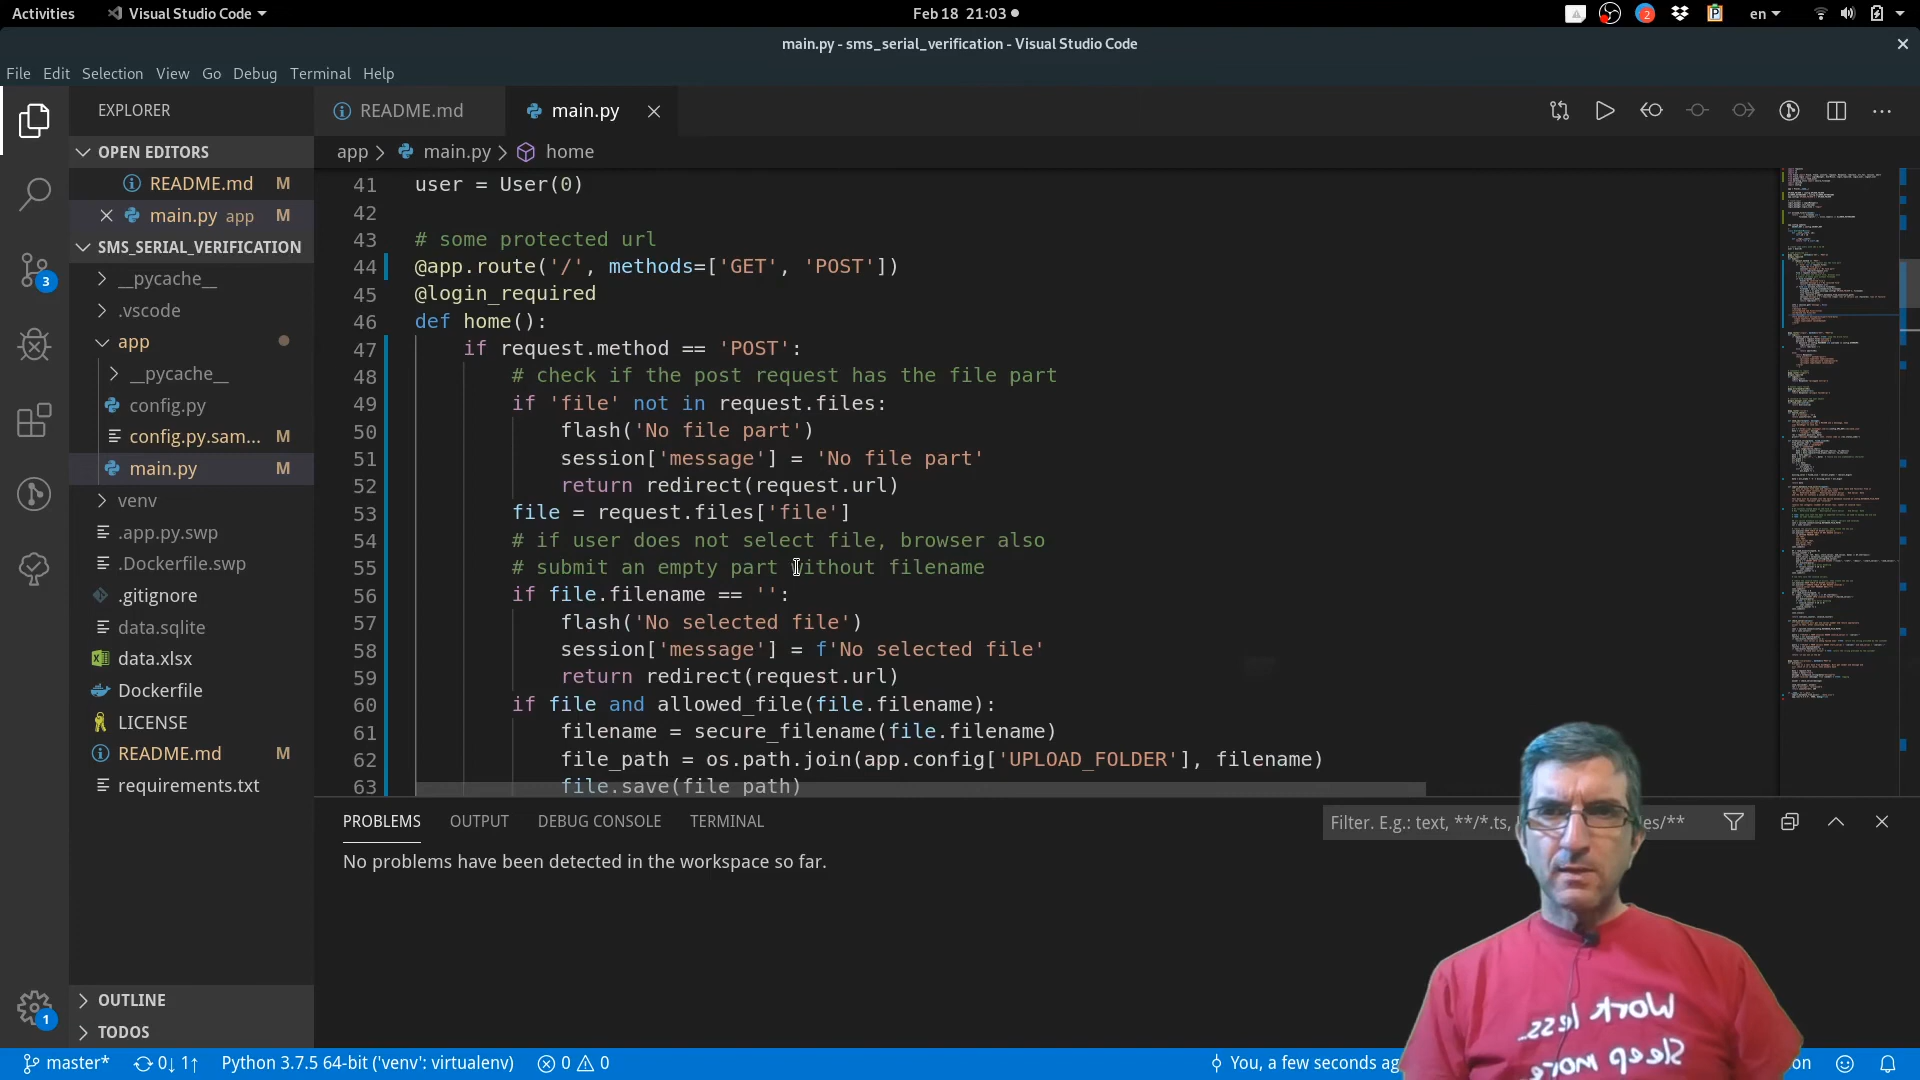 Activities
Visual Studio Code
Feb 18 21:03
2
en
main.py - sms_serial_verification - Visual Studio Code
File Edit Selection View Go Debug Terminal Help
EXPLORER
README.md
main.py
OPEN EDITORS
app
main.py
home
README.md M
main.py app M
SMS_SERIAL_VERIFICATION
__pycache__
.vscode
app
__pycache__
config.py
config.py.sam... M
main.py M
venv
.app.py.swp
.Dockerfile.swp
.gitignore
data.sqlite
data.xlsx
Dockerfile
LICENSE
README.md M
requirements.txt
OUTLINE
TODOS
3
1
41 user = User(0)
42
43 # some protected url
44 @app.route('/', methods=['GET', 'POST'])
45 @login_required
46 def home():
47 if request.method == 'POST':
48 # check if the post request has the file part
49 if 'file' not in request.files:
50 flash('No file part')
51 session['message'] = 'No file part'
52 return redirect(request.url)
53 file = request.files['file']
54 # if user does not select file, browser also
55 # submit an empty part without filename
56 if file.filename == '':
57 flash('No selected file')
58 session['message'] = f'No selected file'
59 return redirect(request.url)
60 if file and allowed_file(file.filename):
61 filename = secure_filename(file.filename)
62 file_path = os.path.join(app.config['UPLOAD_FOLDER'], filename)
63 file.save(file_path)
PROBLEMS OUTPUT DEBUG CONSOLE TERMINAL
Filter. E.g.: text, **/*.ts, es/**
No problems have been detected in the workspace so far.
Work less...
Sleep more
master* 0↓ 1↑ Python 3.7.5 64-bit ('venv': virtualenv) 0 0
You, a few seconds ag
on